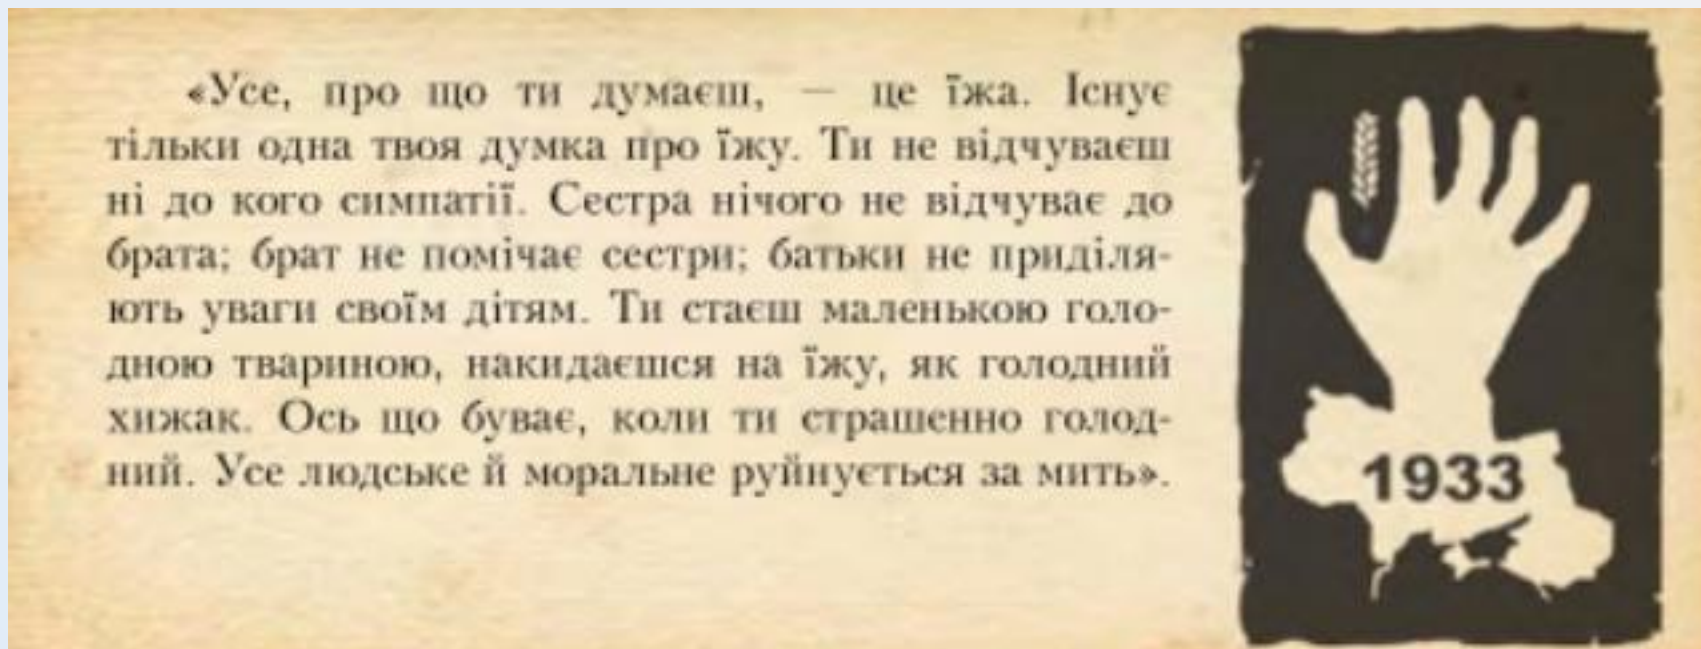 «Усе, про що ти думаєш, — це їжа. Існує
тільки одна твоя думка про їжу. Ти не відчуваєш
ні до кого симпатії. Сестра нічого не відчуває до
брата; брат не помічає сестри; батьки не приділя-
ють уваги своїм дітям. Ти стаєш маленькою голо-
дною твариною, накидаєшся на їжу, як голодний
хижак. Ось що буває, коли ти страшенно голод-
ний. Усе людське й моральне руйнується за мить».
1933